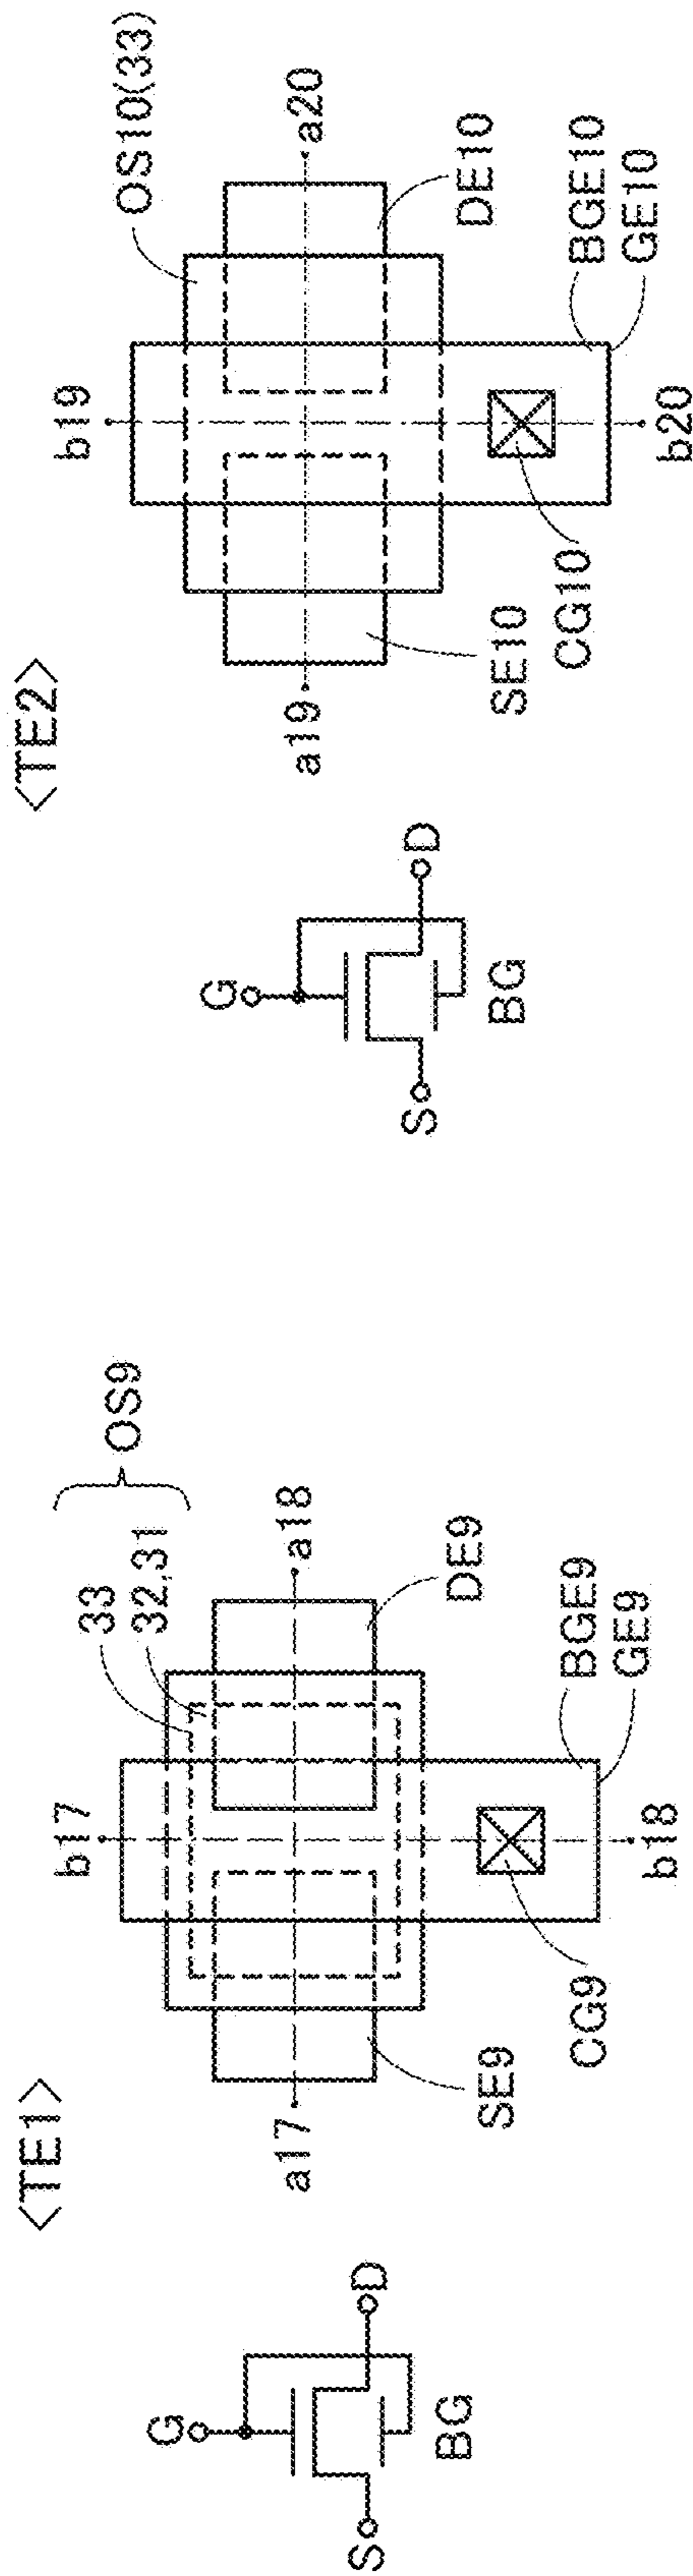 <TE1>
G
S
D
BG
b17
33
32,31
OS9
a17
a18
SE9
DE9
CG9
BGE9
GE9
b18
<TE2>
G
S
D
BG
b19
OS10(33)
a19
a20
SE10
DE10
CG10
BGE10
GE10
b20